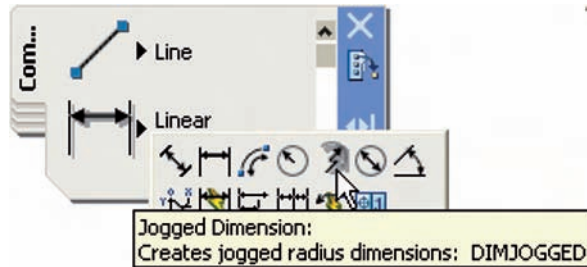 Com...
Line
Linear
Jogged Dimension:
Creates jogged radius dimensions: DIMJOGGED